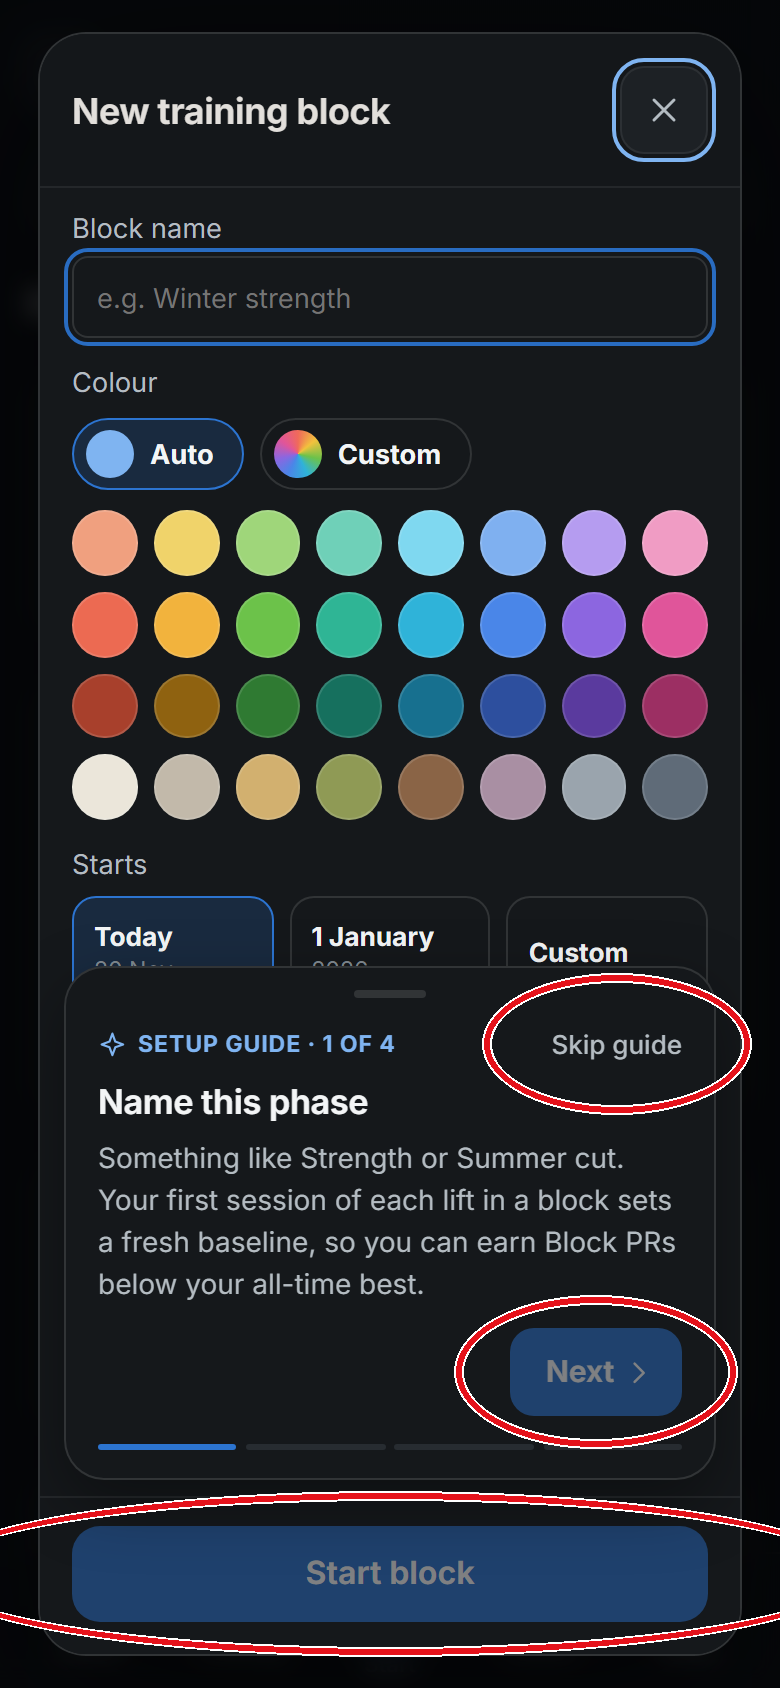 New training block
Block name
e.g. Winter strength
Colour
Auto
Custom
Starts
Today
1 January
Custom
SETUP GUIDE · 1 OF 4
Skip guide
Name this phase
Something like Strength or Summer cut.
Your first session of each lift in a block sets
a fresh baseline, so you can earn Block PRs
below your all-time best.
Next
Start block